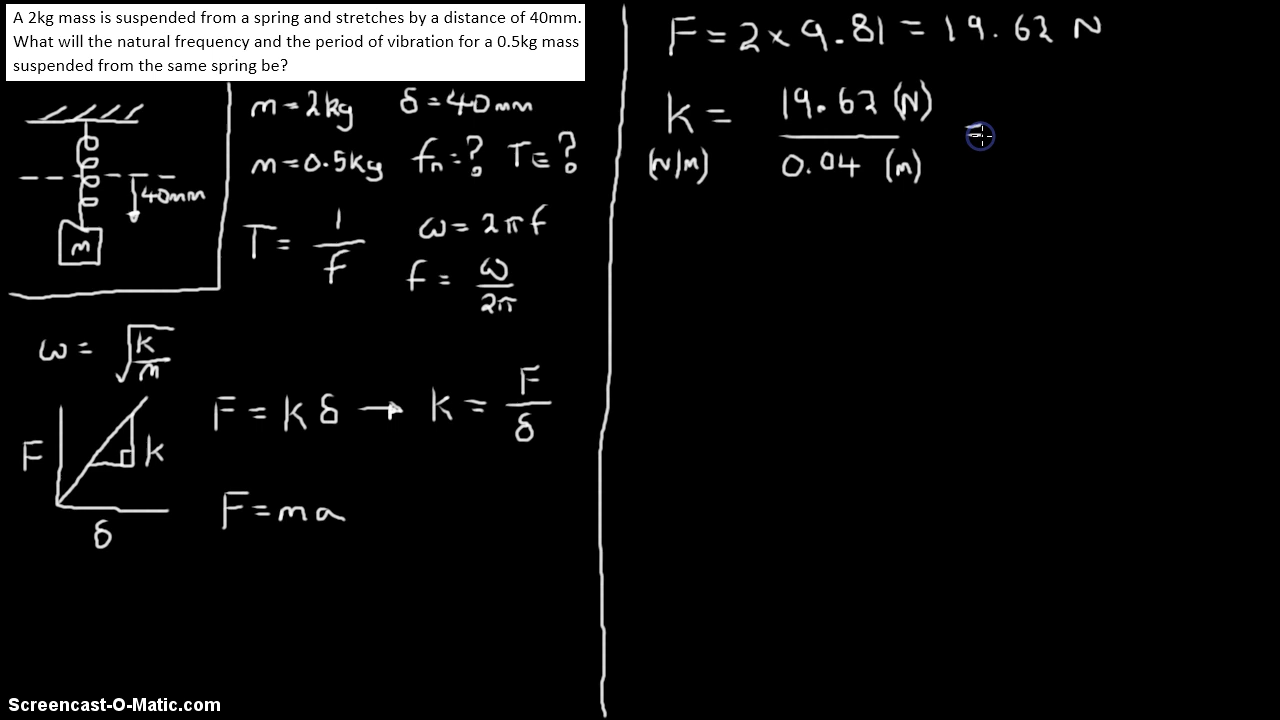 A 2kg mass is suspended from a spring and stretches by a distance of 40mm.
What will the natural frequency and the period of vibration for a 0.5kg mass
suspended from the same spring be?
40mm
m
m = 2kg δ = 40mm
m = 0.5kg fn = ? T = ?
T = 1/f
ω = 2πf
f = ω/2π
ω = √(k/m)
F
k
δ
F = kδ → k = F/δ
F = ma
F = 2 × 9.81 = 19.62 N
k = 19.62 (N) / 0.04 (m) =
(N/m)
Screencast-O-Matic.com